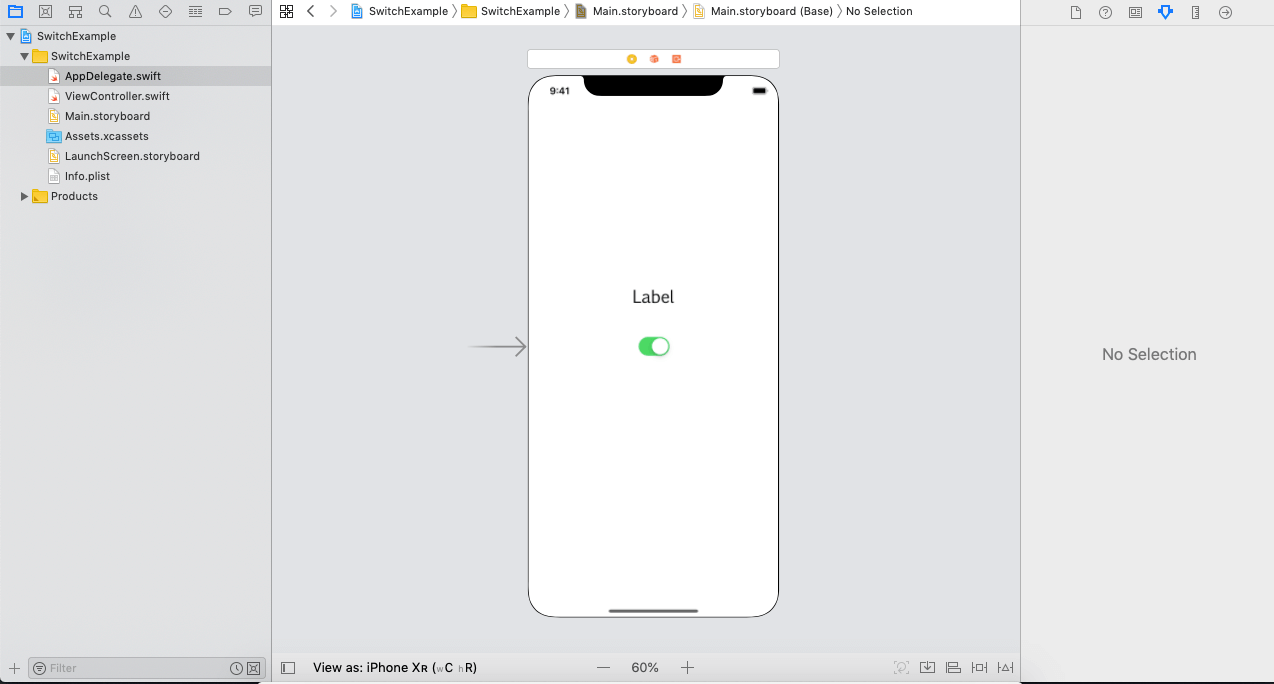 SwitchExample
SwitchExample
AppDelegate.swift
ViewController.swift
Main.storyboard
Assets.xcassets
LaunchScreen.storyboard
Info.plist
Products
Filter
SwitchExample SwitchExample Main.storyboard Main.storyboard (Base) No Selection
9:41
Label
View as: iPhone XR (wC hR)
60%
No Selection